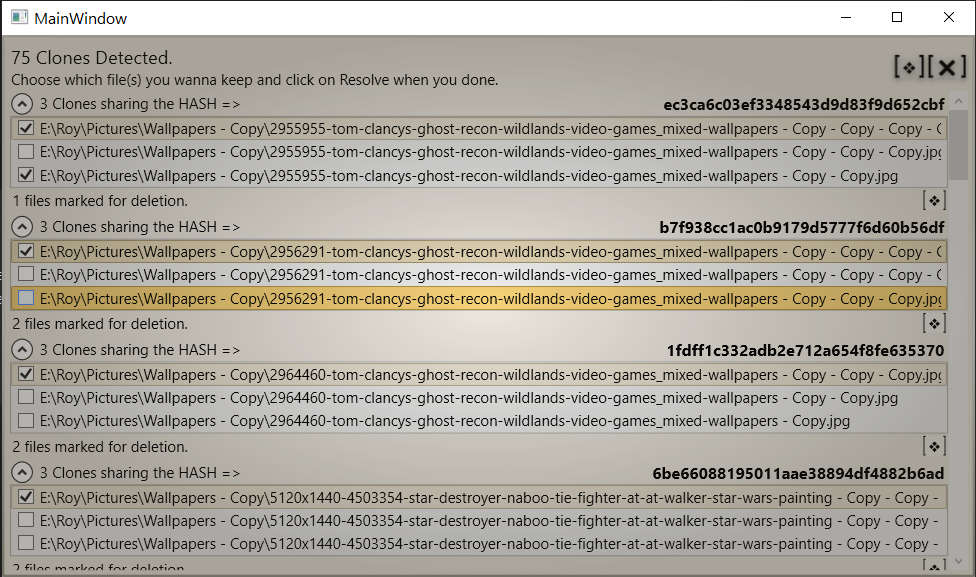 MainWindow
75 Clones Detected.
Choose which file(s) you wanna keep and click on Resolve when you done.
3 Clones sharing the HASH => ec3ca6c03ef3348543d9d83f9d652cbf
E:\Roy\Pictures\Wallpapers - Copy\2955955-tom-clancys-ghost-recon-wildlands-video-games_mixed-wallpapers - Copy - Copy - Copy - C
E:\Roy\Pictures\Wallpapers - Copy\2955955-tom-clancys-ghost-recon-wildlands-video-games_mixed-wallpapers - Copy - Copy - Copy.jpg
E:\Roy\Pictures\Wallpapers - Copy\2955955-tom-clancys-ghost-recon-wildlands-video-games_mixed-wallpapers - Copy - Copy.jpg
1 files marked for deletion. [❖]
3 Clones sharing the HASH => b7f938cc1ac0b9179d5777f6d60b56df
E:\Roy\Pictures\Wallpapers - Copy\2956291-tom-clancys-ghost-recon-wildlands-video-games_mixed-wallpapers - Copy - Copy - Copy - C
E:\Roy\Pictures\Wallpapers - Copy\2956291-tom-clancys-ghost-recon-wildlands-video-games_mixed-wallpapers - Copy - Copy - Copy - C
E:\Roy\Pictures\Wallpapers - Copy\2956291-tom-clancys-ghost-recon-wildlands-video-games_mixed-wallpapers - Copy - Copy - Copy.jpg
2 files marked for deletion. [❖]
3 Clones sharing the HASH => 1fdff1c332adb2e712a654f8fe635370
E:\Roy\Pictures\Wallpapers - Copy\2964460-tom-clancys-ghost-recon-wildlands-video-games_mixed-wallpapers - Copy - Copy - Copy.jpg
E:\Roy\Pictures\Wallpapers - Copy\2964460-tom-clancys-ghost-recon-wildlands-video-games_mixed-wallpapers - Copy - Copy.jpg
E:\Roy\Pictures\Wallpapers - Copy\2964460-tom-clancys-ghost-recon-wildlands-video-games_mixed-wallpapers - Copy.jpg
2 files marked for deletion. [❖]
3 Clones sharing the HASH => 6be66088195011aae38894df4882b6ad
E:\Roy\Pictures\Wallpapers - Copy\5120x1440-4503354-star-destroyer-naboo-tie-fighter-at-at-walker-star-wars-painting - Copy - Copy -
E:\Roy\Pictures\Wallpapers - Copy\5120x1440-4503354-star-destroyer-naboo-tie-fighter-at-at-walker-star-wars-painting - Copy - Copy -
E:\Roy\Pictures\Wallpapers - Copy\5120x1440-4503354-star-destroyer-naboo-tie-fighter-at-at-walker-star-wars-painting - Copy - Copy -
2 files marked for deletion. [❖]